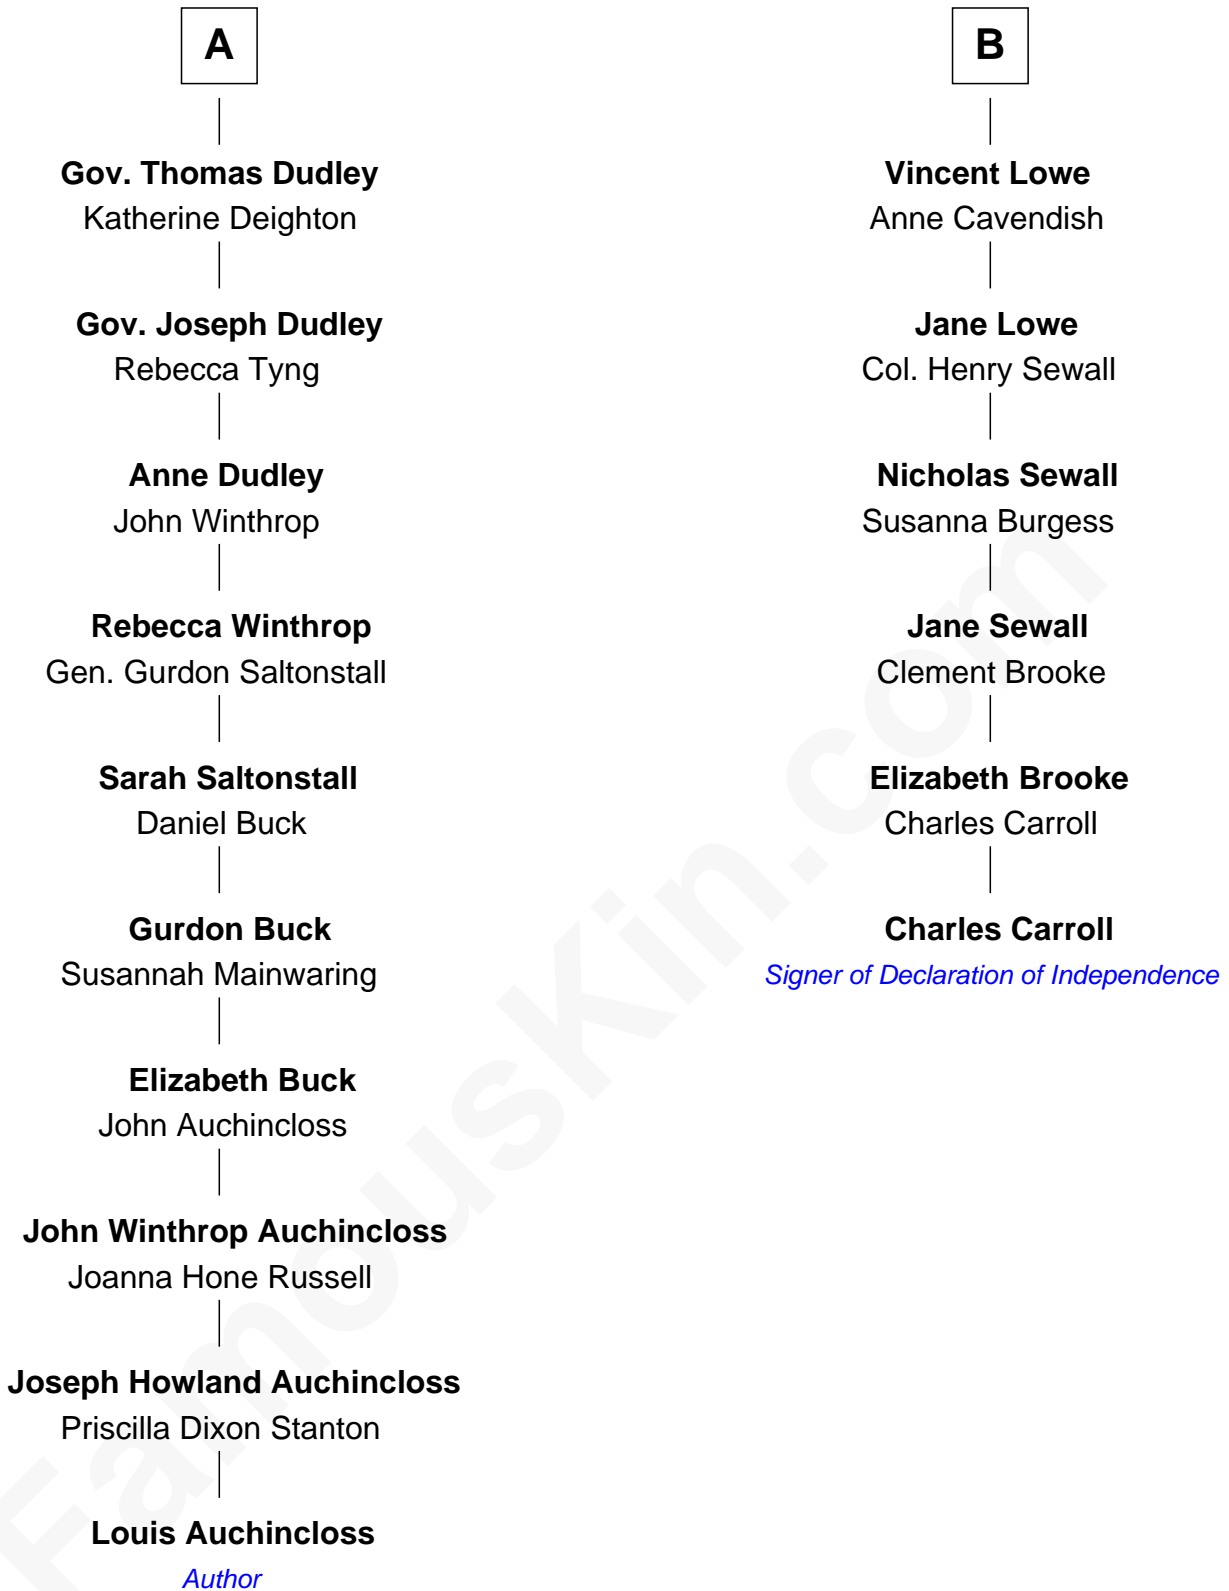 A
Gov. Thomas Dudley
Katherine Deighton
Gov. Joseph Dudley
Rebecca Tyng
Anne Dudley
John Winthrop
Rebecca Winthrop
Gen. Gurdon Saltonstall
Sarah Saltonstall
Daniel Buck
Gurdon Buck
Susannah Mainwaring
Elizabeth Buck
John Auchincloss
John Winthrop Auchincloss
Joanna Hone Russell
Joseph Howland Auchincloss
Priscilla Dixon Stanton
Louis Auchincloss
Author
B
Vincent Lowe
Anne Cavendish
Jane Lowe
Col. Henry Sewall
Nicholas Sewall
Susanna Burgess
Jane Sewall
Clement Brooke
Elizabeth Brooke
Charles Carroll
Charles Carroll
Signer of Declaration of Independence
FamousKin.com